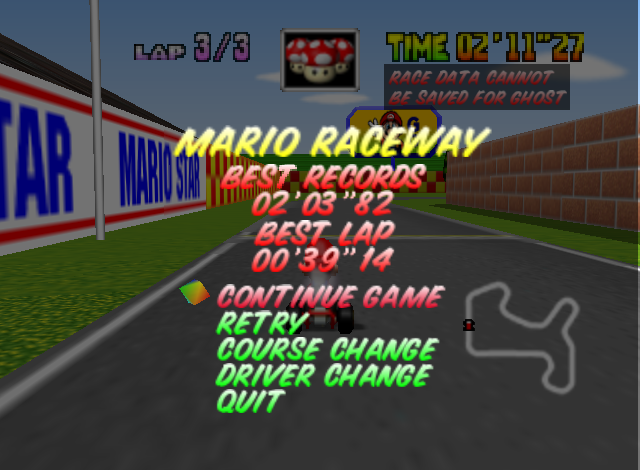 LAP 3/3
TIME 02'11"27
RACE DATA CANNOT
BE SAVED FOR GHOST
TAR
MARIO STAR
MARIO RACEWAY
BEST RECORDS
02'03"82
BEST LAP
00'39"14
CONTINUE GAME
RETRY
COURSE CHANGE
DRIVER CHANGE
QUIT